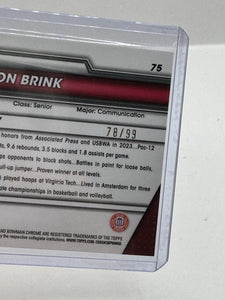 75
ON BRINK
Class: Senior Major: Communication
78/99
honors from Associated Press and USBWA in 2023...Pac-12
9.6 rebounds, 3.5 blocks and 1.8 assists per game.
opponents to block shots...Battles in paint for loose balls,
pull-up jumper...Proven winner at all levels.
played hoops at Virginia Tech...Lived in Amsterdam for three
championships in basketball and volleyball.
AND BOWMAN CHROME ARE REGISTERED TRADEMARKS OF THE TOPPS
the respective collegiate institutions. WWW.TOPPS.COM.